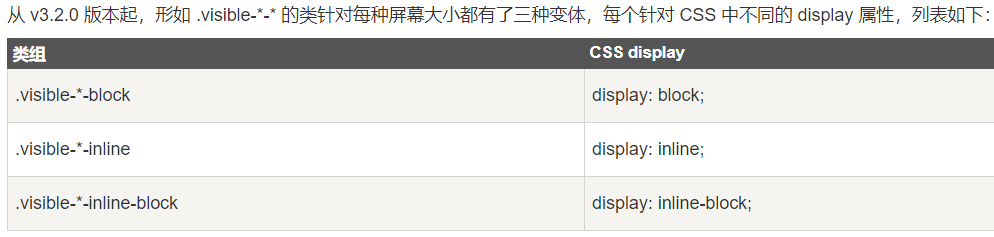 从 v3.2.0 版本起，形如 .visible-*-* 的类针对每种屏幕大小都有了三种变体，每个针对 CSS 中不同的 display 属性，列表如下：
类组 CSS display
.visible-*-block display: block;
.visible-*-inline display: inline;
.visible-*-inline-block display: inline-block;